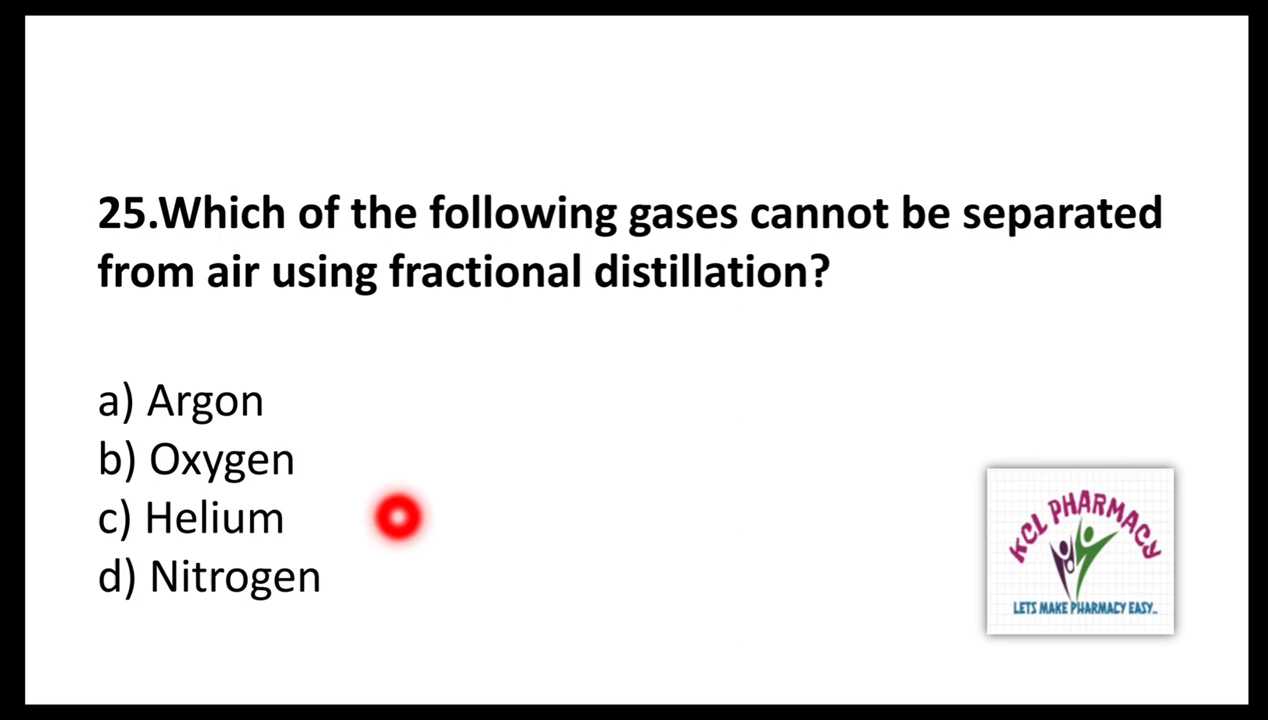 25.Which of the following gases cannot be separated
from air using fractional distillation?
a) Argon
b) Oxygen
c) Helium
d) Nitrogen
KCL PHARMACY
LETS MAKE PHARMACY EASY..